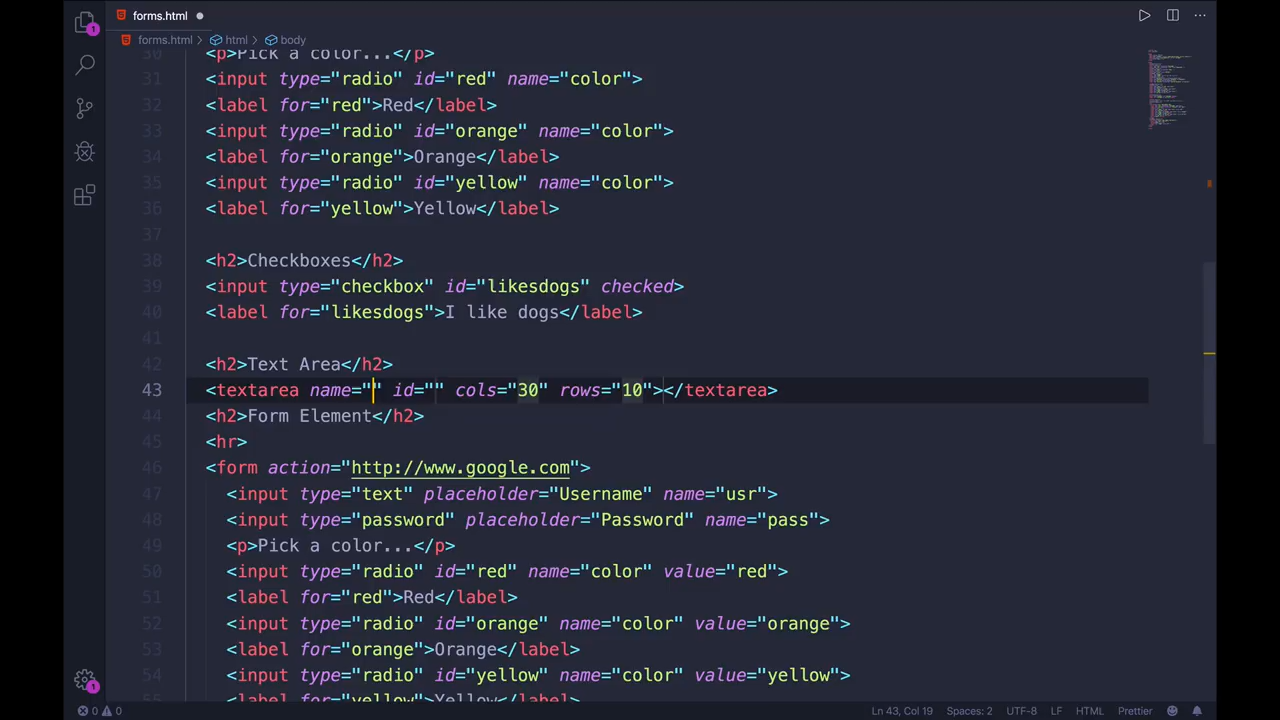 forms.html
forms.html > html > body
30 <p>Pick a color...</p>
31 <input type="radio" id="red" name="color">
32 <label for="red">Red</label>
33 <input type="radio" id="orange" name="color">
34 <label for="orange">Orange</label>
35 <input type="radio" id="yellow" name="color">
36 <label for="yellow">Yellow</label>
37
38 <h2>Checkboxes</h2>
39 <input type="checkbox" id="likesdogs" checked>
40 <label for="likesdogs">I like dogs</label>
41
42 <h2>Text Area</h2>
43 <textarea name="" id="" cols="30" rows="10"></textarea>
44 <h2>Form Element</h2>
45 <hr>
46 <form action="http://www.google.com">
47 <input type="text" placeholder="Username" name="usr">
48 <input type="password" placeholder="Password" name="pass">
49 <p>Pick a color...</p>
50 <input type="radio" id="red" name="color" value="red">
51 <label for="red">Red</label>
52 <input type="radio" id="orange" name="color" value="orange">
53 <label for="orange">Orange</label>
54 <input type="radio" id="yellow" name="color" value="yellow">
55 <label for="yellow">Yellow</label>
1
1
0 0 Ln 43, Col 19 Spaces: 2 UTF-8 LF HTML Prettier